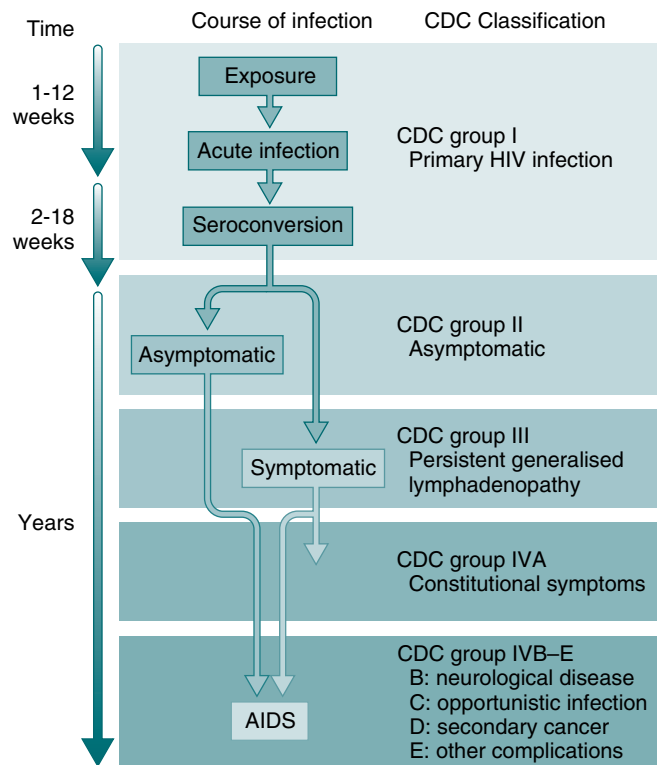 Time
Course of infection
CDC Classification
1-12
weeks
Exposure
Acute infection
CDC group I
Primary HIV infection
2-18
weeks
Seroconversion
Asymptomatic
CDC group II
Asymptomatic
Years
Symptomatic
CDC group III
Persistent generalised
lymphadenopathy
CDC group IVA
Constitutional symptoms
AIDS
CDC group IVB–E
B: neurological disease
C: opportunistic infection
D: secondary cancer
E: other complications